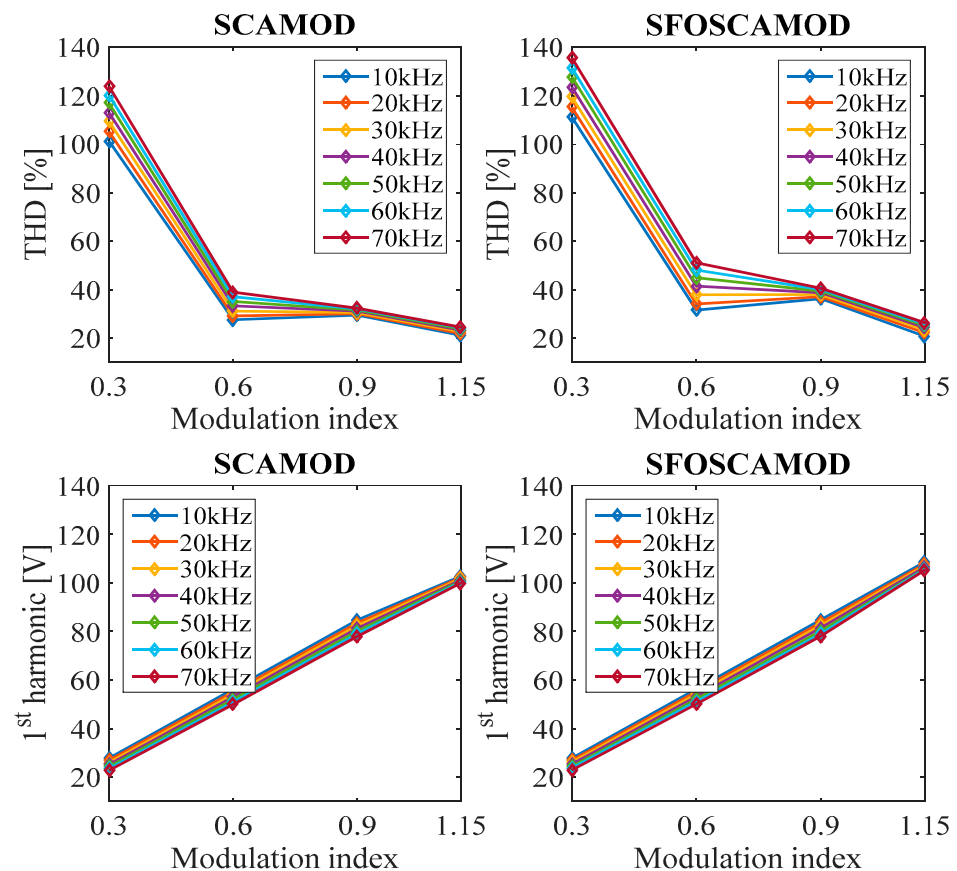 SCAMOD
THD [%]
140
120
100
80
60
40
20
10kHz
20kHz
30kHz
40kHz
50kHz
60kHz
70kHz
0.3 0.6 0.9 1.15
Modulation index
SFOSCAMOD
THD [%]
140
120
100
80
60
40
20
10kHz
20kHz
30kHz
40kHz
50kHz
60kHz
70kHz
0.3 0.6 0.9 1.15
Modulation index
SCAMOD
1st harmonic [V]
140
120
100
80
60
40
20
10kHz
20kHz
30kHz
40kHz
50kHz
60kHz
70kHz
0.3 0.6 0.9 1.15
Modulation index
SFOSCAMOD
1st harmonic [V]
140
120
100
80
60
40
20
10kHz
20kHz
30kHz
40kHz
50kHz
60kHz
70kHz
0.3 0.6 0.9 1.15
Modulation index